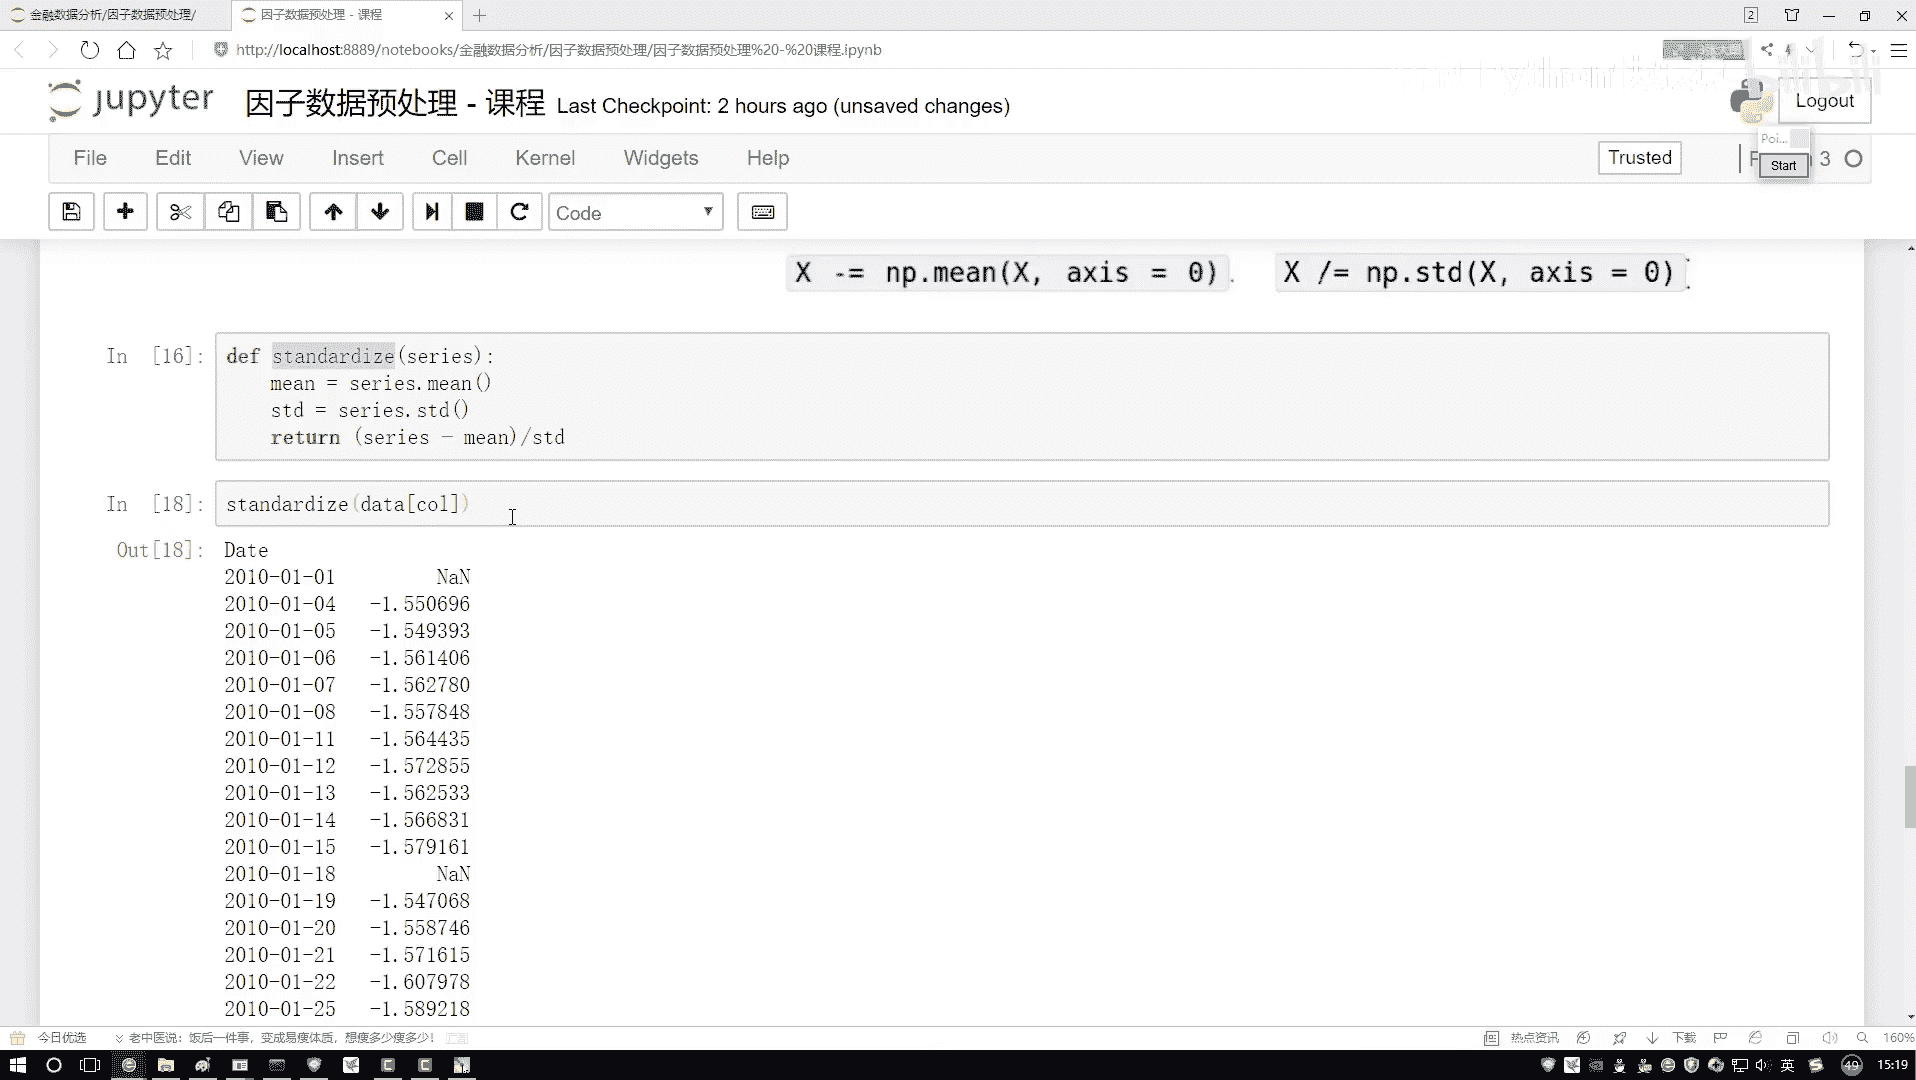 金融数据分析/因子数据预处理/
因子数据预处理 - 课程
2
http://localhost:8889/notebooks/金融数据分析/因子数据预处理/因子数据预处理%20-%20课程.ipynb
bilibili
jupyter 因子数据预处理 - 课程 Last Checkpoint: 2 hours ago (unsaved changes)
Logout
Poi...
File Edit View Insert Cell Kernel Widgets Help
Trusted
Start
3
Code
X -= np.mean(X, axis = 0). X /= np.std(X, axis = 0)
In [16]: def standardize(series):
mean = series.mean()
std = series.std()
return (series - mean)/std
In [18]: standardize(data[col])
Out[18]: Date
2010-01-01 NaN
2010-01-04 -1.550696
2010-01-05 -1.549393
2010-01-06 -1.561406
2010-01-07 -1.562780
2010-01-08 -1.557848
2010-01-11 -1.564435
2010-01-12 -1.572855
2010-01-13 -1.562533
2010-01-14 -1.566831
2010-01-15 -1.579161
2010-01-18 NaN
2010-01-19 -1.547068
2010-01-20 -1.558746
2010-01-21 -1.571615
2010-01-22 -1.607978
2010-01-25 -1.589218
今日优选 老中医说：饭后一件事，变成易瘦体质，想瘦多少瘦多少! 广告
热点资讯 下载 160%
英 49 15:19